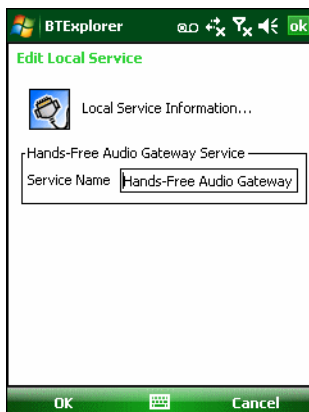 BTExplorer
ok
Edit Local Service
Local Service Information...
Hands-Free Audio Gateway Service
Service Name Hands-Free Audio Gateway
OK Cancel